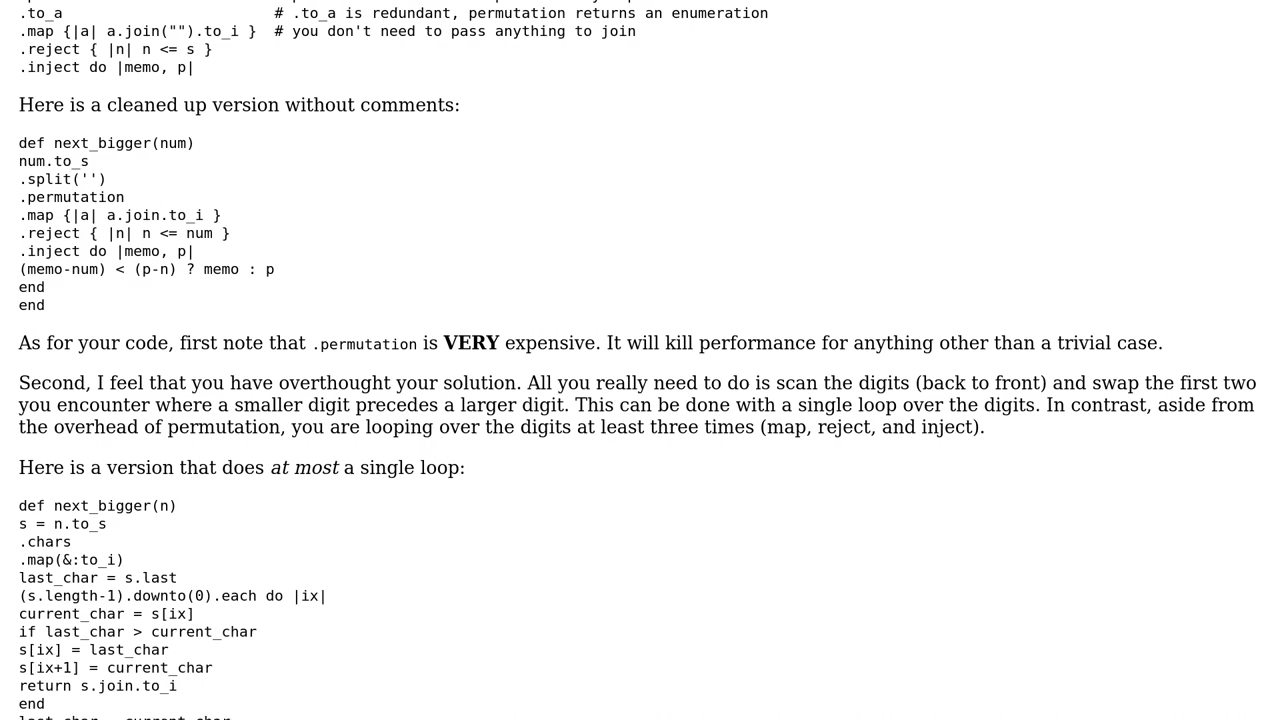 .to_a                        # .to_a is redundant, permutation returns an enumeration
.map {|a| a.join("").to_i }  # you don't need to pass anything to join
.reject { |n| n <= s }
.inject do |memo, p|
Here is a cleaned up version without comments:
def next_bigger(num)
num.to_s
.split('')
.permutation
.map {|a| a.join.to_i }
.reject { |n| n <= num }
.inject do |memo, p|
(memo-num) < (p-n) ? memo : p
end
end
As for your code, first note that .permutation is VERY expensive. It will kill performance for anything other than a trivial case.
Second, I feel that you have overthought your solution. All you really need to do is scan the digits (back to front) and swap the first two
you encounter where a smaller digit precedes a larger digit. This can be done with a single loop over the digits. In contrast, aside from
the overhead of permutation, you are looping over the digits at least three times (map, reject, and inject).
Here is a version that does at most a single loop:
def next_bigger(n)
s = n.to_s
.chars
.map(&:to_i)
last_char = s.last
(s.length-1).downto(0).each do |ix|
current_char = s[ix]
if last_char > current_char
s[ix] = last_char
s[ix+1] = current_char
return s.join.to_i
end